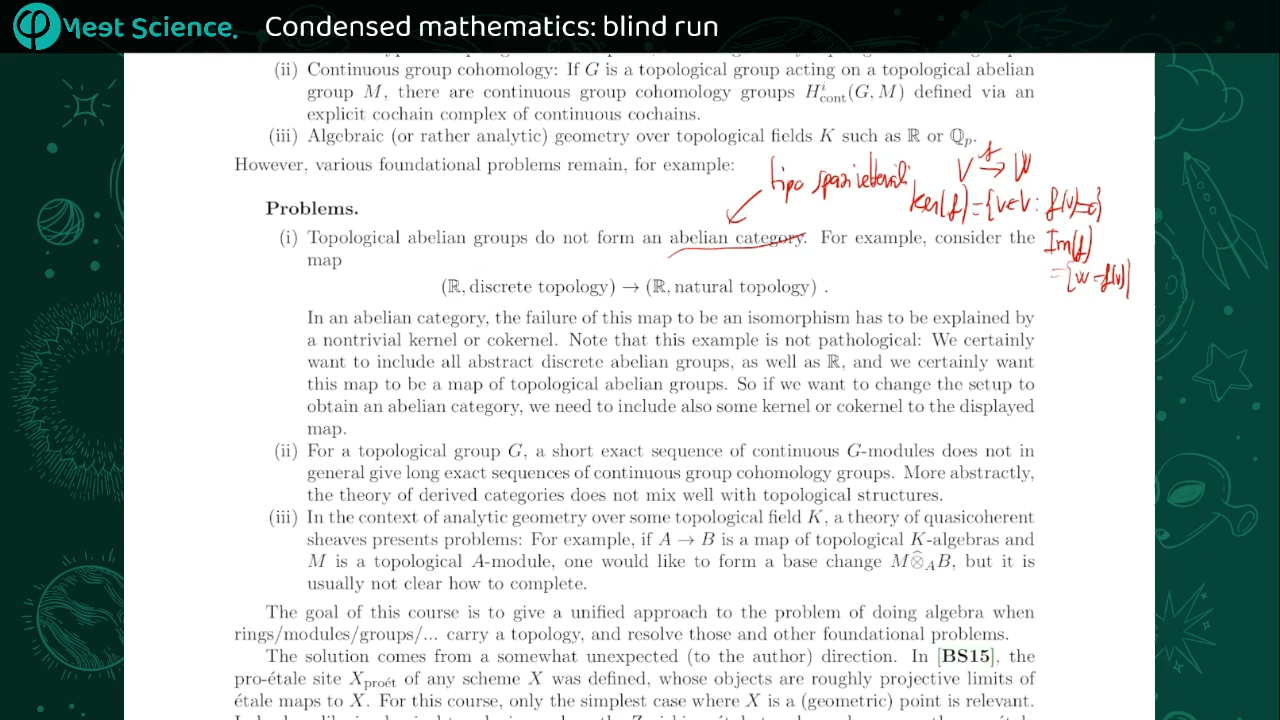 Meet Science.
Condensed mathematics: blind run
(ii) Continuous group cohomology: If G is a topological group acting on a topological abelian
group M, there are continuous group cohomology groups H^i_cont(G, M) defined via an
explicit cochain complex of continuous cochains.
(iii) Algebraic (or rather analytic) geometry over topological fields K such as ℝ or ℚ_p.
However, various foundational problems remain, for example:
tipo spazi vettoriali
V →^f W
Ker(f) = {v∈V : f(v)=0}
Problems.
(i) Topological abelian groups do not form an abelian category. For example, consider the
map
Im(f)
= {w = f(v)}
(ℝ, discrete topology) → (ℝ, natural topology) .
In an abelian category, the failure of this map to be an isomorphism has to be explained by
a nontrivial kernel or cokernel. Note that this example is not pathological: We certainly
want to include all abstract discrete abelian groups, as well as ℝ, and we certainly want
this map to be a map of topological abelian groups. So if we want to change the setup to
obtain an abelian category, we need to include also some kernel or cokernel to the displayed
map.
(ii) For a topological group G, a short exact sequence of continuous G-modules does not in
general give long exact sequences of continuous group cohomology groups. More abstractly,
the theory of derived categories does not mix well with topological structures.
(iii) In the context of analytic geometry over some topological field K, a theory of quasicoherent
sheaves presents problems: For example, if A → B is a map of topological K-algebras and
M is a topological A-module, one would like to form a base change M⊗̂_A B, but it is
usually not clear how to complete.
The goal of this course is to give a unified approach to the problem of doing algebra when
rings/modules/groups/... carry a topology, and resolve those and other foundational problems.
The solution comes from a somewhat unexpected (to the author) direction. In [BS15], the
pro-étale site X_proét of any scheme X was defined, whose objects are roughly projective limits of
étale maps to X. For this course, only the simplest case where X is a (geometric) point is relevant.